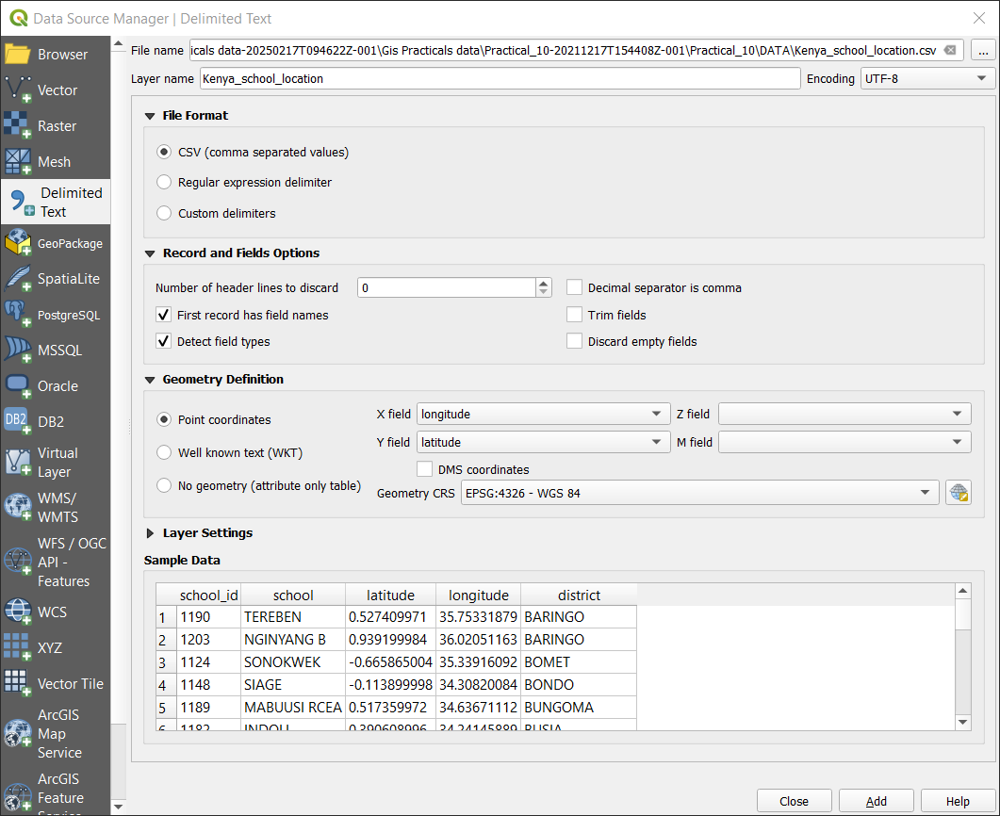 Data Source Manager | Delimited Text
Browser
Vector
Raster
Mesh
Delimited
Text
GeoPackage
SpatiaLite
PostgreSQL
MSSQL
Oracle
DB2
DB2
Virtual
Layer
WMS/
WMTS
WFS / OGC
API -
Features
WCS
XYZ
Vector Tile
ArcGIS
Map
Service
ArcGIS
Feature
Service
File name icals data-20250217T094622Z-001\Gis Practicals data\Practical_10-20211217T154408Z-001\Practical_10\DATA\Kenya_school_location.csv ...
Layer name Kenya_school_location Encoding UTF-8
File Format
CSV (comma separated values)
Regular expression delimiter
Custom delimiters
Record and Fields Options
Number of header lines to discard 0 Decimal separator is comma
First record has field names Trim fields
Detect field types Discard empty fields
Geometry Definition
Point coordinates X field longitude Z field
Y field latitude M field
Well known text (WKT)
DMS coordinates
No geometry (attribute only table)
Geometry CRS EPSG:4326 - WGS 84
Layer Settings
Sample Data
school_id school latitude longitude district
1 1190 TEREBEN 0.527409971 35.75331879 BARINGO
2 1203 NGINYANG B 0.939199984 36.02051163 BARINGO
3 1124 SONOKWEK -0.665865004 35.33916092 BOMET
4 1148 SIAGE -0.113899998 34.30820084 BONDO
5 1189 MABUUSI RCEA 0.517359972 34.63671112 BUNGOMA
6 1182 INDOLI 0.390608996 34.24145889 BUSIA
Close Add Help